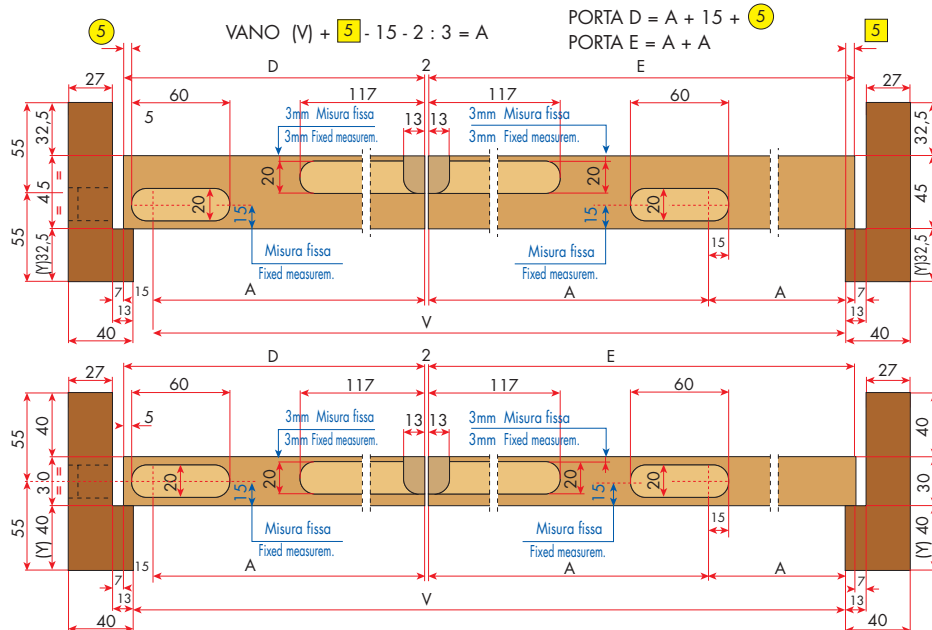 5
VANO (V) + 5 - 15 - 2 : 3 = A
PORTA D = A + 15 + 5
PORTA E = A + A
5
D
2
E
27
60
117
117
60
27
55
32,5
5
3mm Misura fissa
3mm Fixed measurem.
13
13
3mm Misura fissa
3mm Fixed measurem.
32,5
=
45
=
20
15
20
20
15
20
45
55
(Y)32,5
Misura fissa
Fixed measurem.
Misura fissa
Fixed measurem.
15
(Y)32,5
7
15
A
A
A
7
13
V
13
40
40
D
2
E
27
60
117
117
60
27
55
40
5
3mm Misura fissa
3mm Fixed measurem.
13
13
3mm Misura fissa
3mm Fixed measurem.
40
=
30
=
20
15
20
20
15
20
30
55
(Y) 40
Misura fissa
Fixed measurem.
Misura fissa
Fixed measurem.
15
(Y) 40
15
7
A
A
A
7
13
V
13
40
40